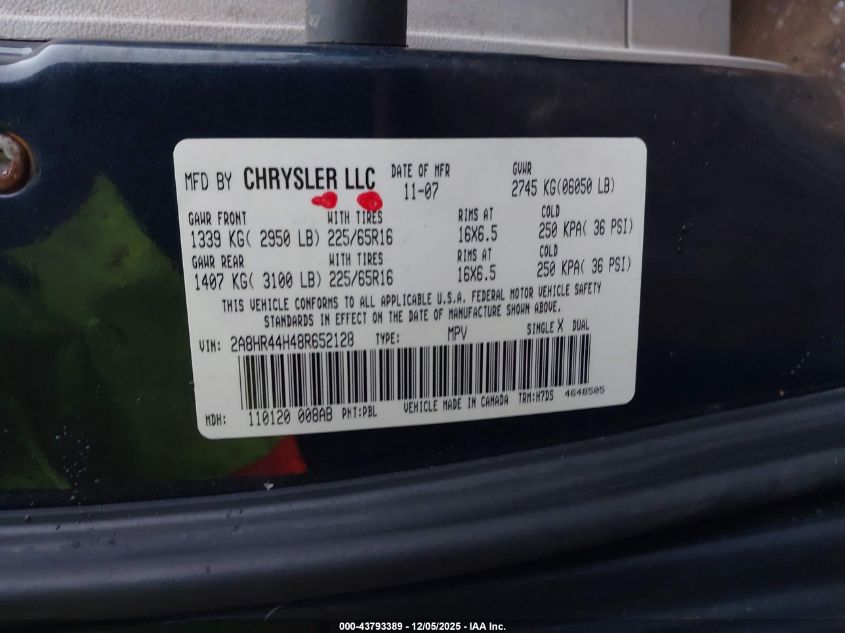 MFD BY CHRYSLER LLC DATE OF MFR 11-07 GVWR 2745 KG(06050 LB)
GAWR FRONT WITH TIRES RIMS AT COLD
1339 KG( 2950 LB) 225/65R16 16X6.5 250 KPA( 36 PSI)
GAWR REAR WITH TIRES RIMS AT COLD
1407 KG( 3100 LB) 225/65R16 16X6.5 250 KPA( 36 PSI)
THIS VEHICLE CONFORMS TO ALL APPLICABLE U.S.A. FEDERAL MOTOR VEHICLE SAFETY
STANDARDS IN EFFECT ON THE DATE OF MANUFACTURE SHOWN ABOVE.
VIN: 2A8HR44H48R652128 TYPE: MPV SINGLE X DUAL
MDH: 110120 008AB PNT:PBL VEHICLE MADE IN CANADA TRM:H7DS 4648505
000-43793389 - 12/05/2025 - IAA Inc.